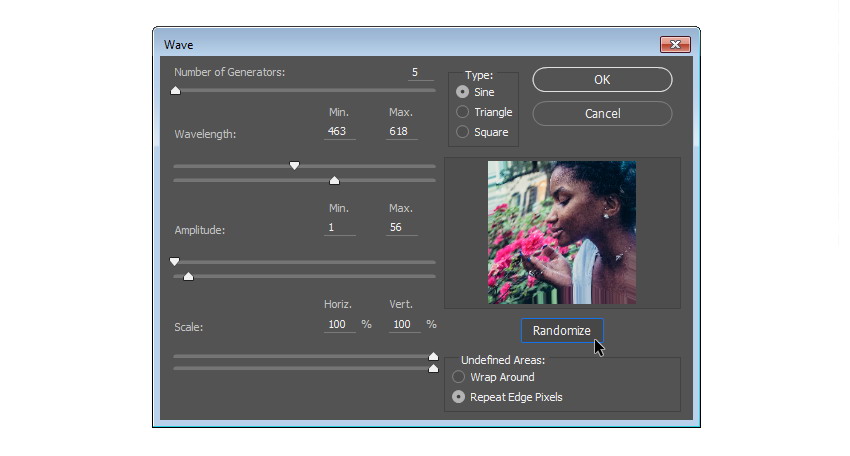 Wave
Number of Generators: 5
Min. Max.
Wavelength: 463 618
Min. Max.
Amplitude: 1 56
Horiz. Vert.
Scale: 100 % 100 %
Type:
Sine
Triangle
Square
OK
Cancel
Randomize
Undefined Areas:
Wrap Around
Repeat Edge Pixels